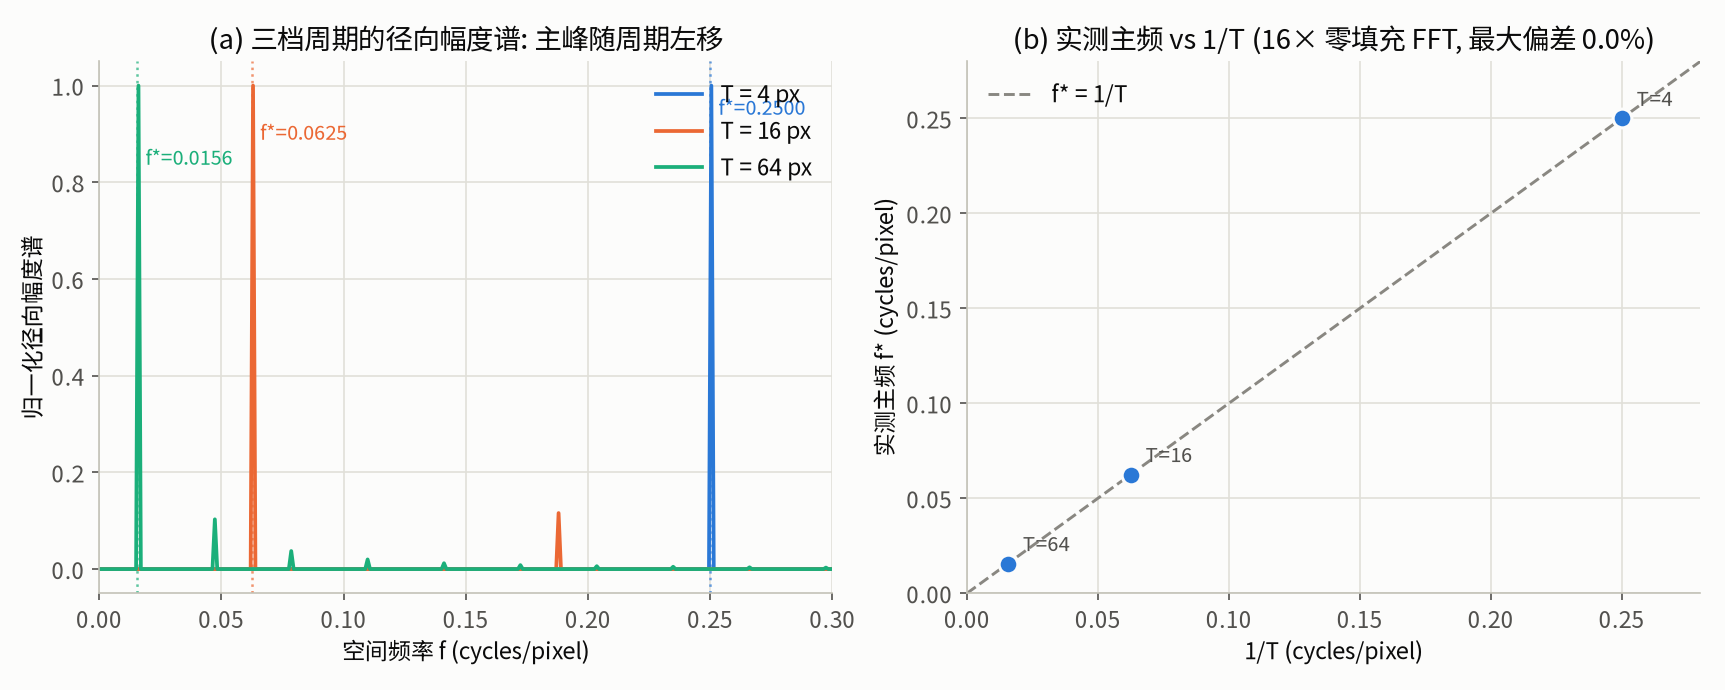 (a) 三档周期的径向幅度谱: 主峰随周期左移
1.0
0.8
0.6
0.4
0.2
0.0
归一化径向幅度谱
f*=0.0156
f*=0.0625
f*=0.2500
T = 4 px
T = 16 px
T = 64 px
0.00 0.05 0.10 0.15 0.20 0.25 0.30
空间频率 f (cycles/pixel)
(b) 实测主频 vs 1/T (16× 零填充 FFT, 最大偏差 0.0%)
f* = 1/T
0.25
0.20
0.15
0.10
0.05
0.00
实测主频 f* (cycles/pixel)
T=4
T=16
T=64
0.00 0.05 0.10 0.15 0.20 0.25
1/T (cycles/pixel)